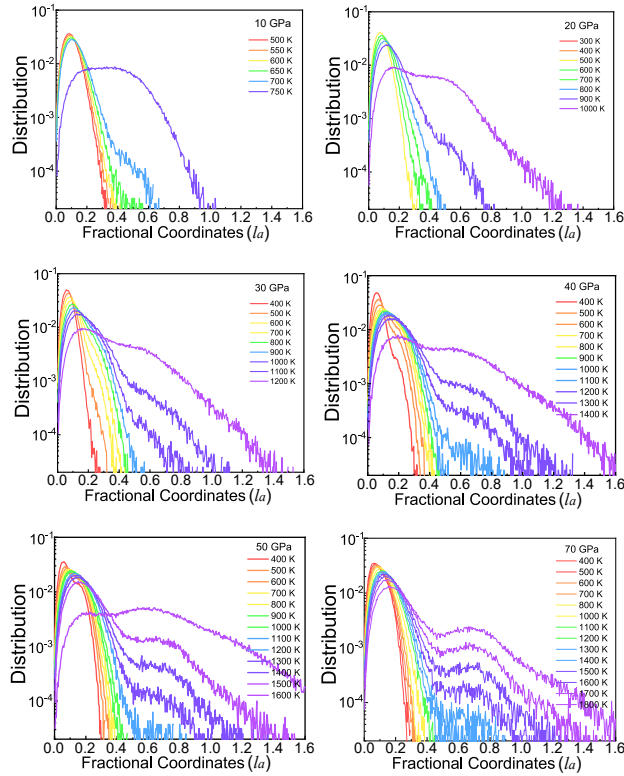 10 GPa
500 K
550 K
600 K
650 K
700 K
750 K
10⁻¹
10⁻²
10⁻³
10⁻⁴
Distribution
0.0 0.2 0.4 0.6 0.8 1.0 1.2 1.4 1.6
Fractional Coordinates (la)
20 GPa
300 K
400 K
500 K
600 K
700 K
800 K
900 K
1000 K
10⁻¹
10⁻²
10⁻³
10⁻⁴
Distribution
0.0 0.2 0.4 0.6 0.8 1.0 1.2 1.4 1.6
Fractional Coordinates (la)
30 GPa
400 K
500 K
600 K
700 K
800 K
900 K
1000 K
1100 K
1200 K
10⁻¹
10⁻²
10⁻³
10⁻⁴
Distribution
0.0 0.2 0.4 0.6 0.8 1.0 1.2 1.4 1.6
Fractional Coordinates (la)
40 GPa
400 K
500 K
600 K
700 K
800 K
900 K
1000 K
1100 K
1200 K
1300 K
1400 K
10⁻¹
10⁻²
10⁻³
10⁻⁴
Distribution
0.0 0.2 0.4 0.6 0.8 1.0 1.2 1.4 1.6
Fractional Coordinates (la)
50 GPa
400 K
500 K
600 K
700 K
800 K
900 K
1000 K
1100 K
1200 K
1300 K
1400 K
1500 K
1600 K
10⁻¹
10⁻²
10⁻³
10⁻⁴
Distribution
0.0 0.2 0.4 0.6 0.8 1.0 1.2 1.4 1.6
Fractional Coordinates (la)
70 GPa
400 K
500 K
600 K
700 K
800 K
1000 K
1100 K
1200 K
1300 K
1400 K
1500 K
1600 K
1700 K
1800 K
10⁻¹
10⁻²
10⁻³
10⁻⁴
Distribution
0.0 0.2 0.4 0.6 0.8 1.0 1.2 1.4 1.6
Fractional Coordinates (la)